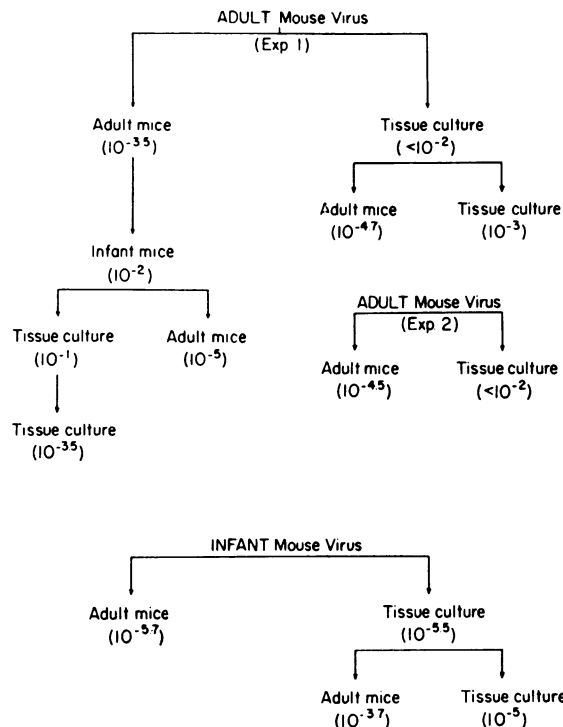 ADULT Mouse Virus
(Exp 1)
Adult mice
(10^-3.5)
Tissue culture
(<10^-2)
Adult mice
(10^-4.7)
Tissue culture
(10^-3)
Infant mice
(10^-2)
Tissue culture
(10^-1)
Adult mice
(10^-5)
Tissue culture
(10^-3.5)
ADULT Mouse Virus
(Exp 2)
Adult mice
(10^-4.5)
Tissue culture
(<10^-2)
INFANT Mouse Virus
Adult mice
(10^-5.7)
Tissue culture
(10^-5.5)
Adult mice
(10^-3.7)
Tissue culture
(10^-5)